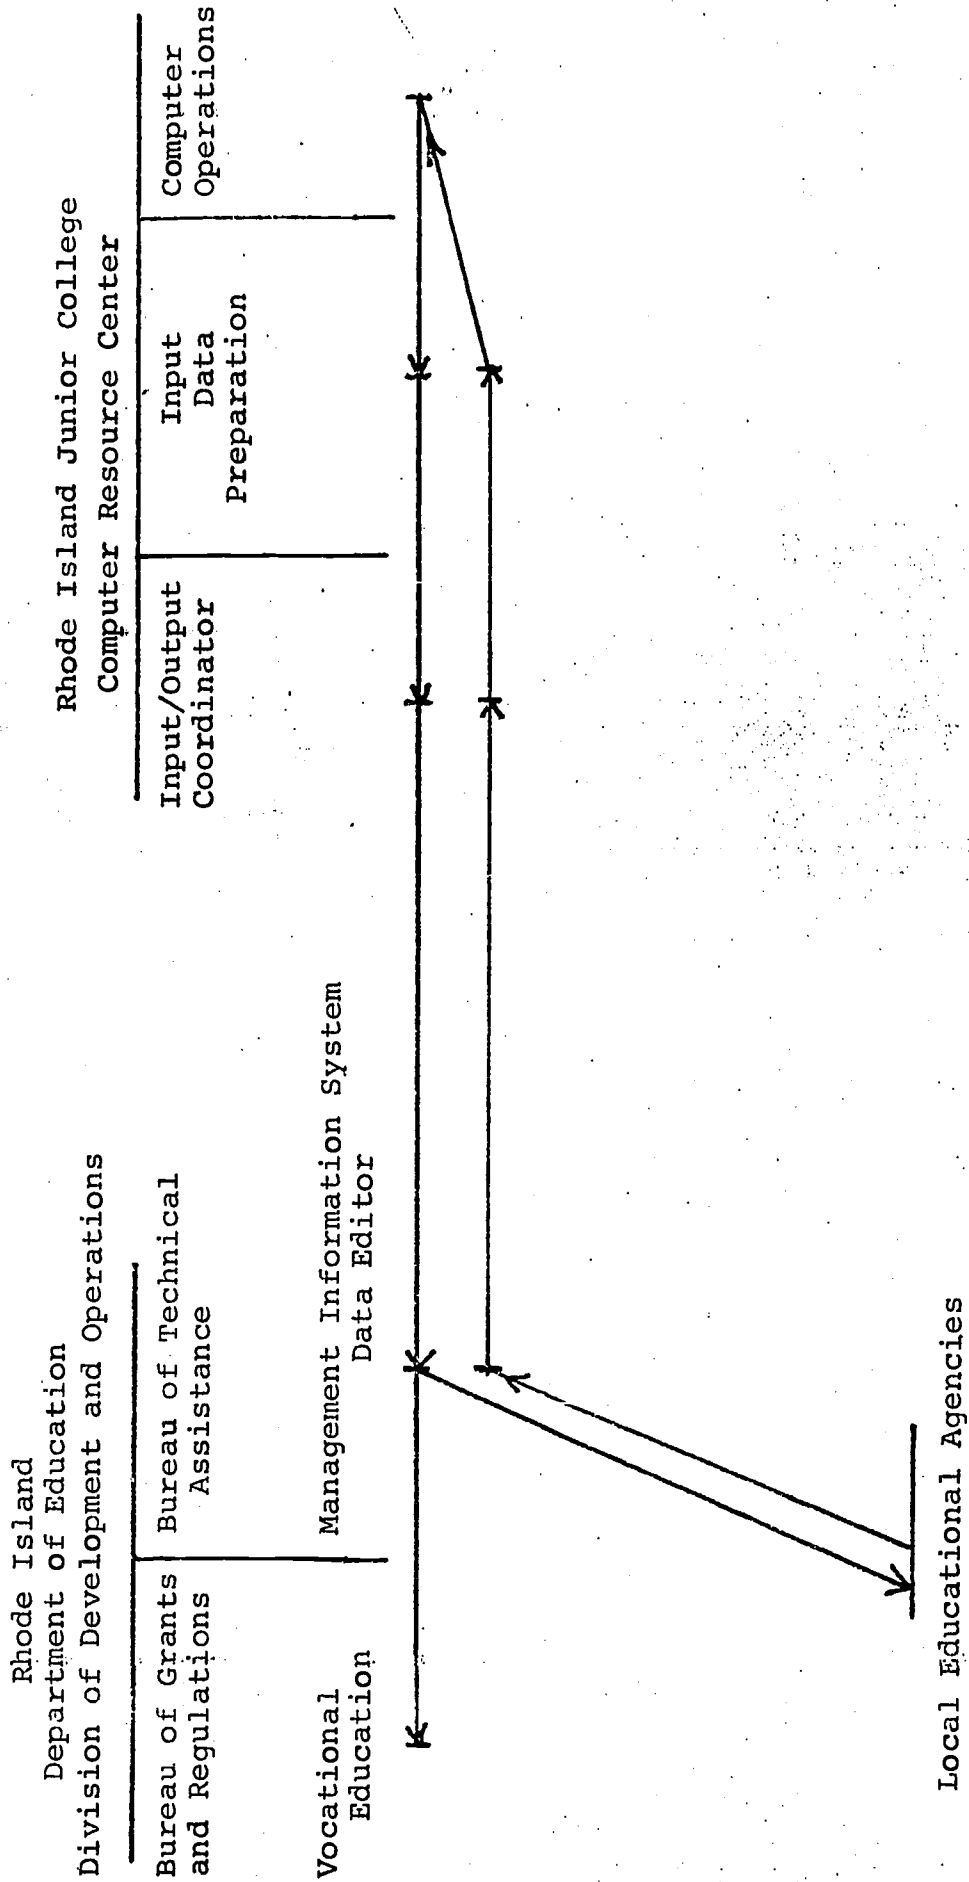 Rhode Island
Department of Education
Division of Development and Operations
Bureau of Grants
and Regulations
Bureau of Technical
Assistance
Vocational
Education
Management Information System
Data Editor
Rhode Island Junior College
Computer Resource Center
Input/Output
Coordinator
Input
Data
Preparation
Computer
Operations
Local Educational Agencies